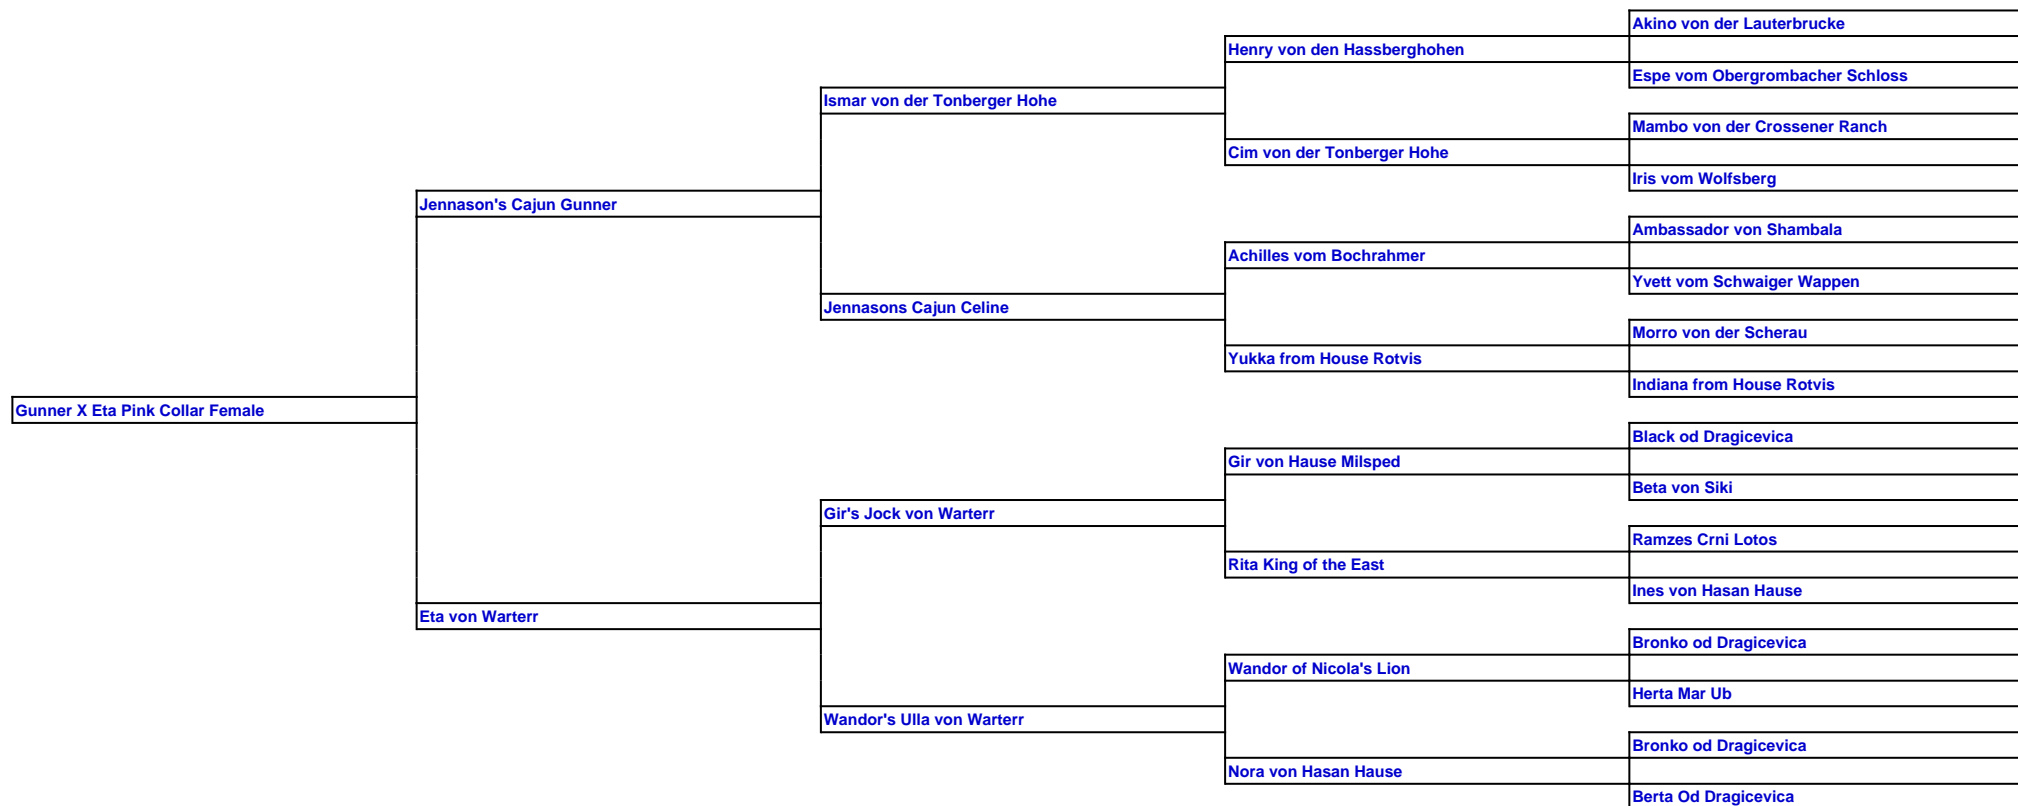 Akino von der Lauterbrucke
Henry von den Hassberghohen
Espe vom Obergrombacher Schloss
Ismar von der Tonberger Hohe
Mambo von der Crossener Ranch
Cim von der Tonberger Hohe
Iris vom Wolfsberg
Jennason's Cajun Gunner
Ambassador von Shambala
Achilles vom Bochrahmer
Yvett vom Schwaiger Wappen
Jennasons Cajun Celine
Morro von der Scherau
Yukka from House Rotvis
Indiana from House Rotvis
Gunner X Eta Pink Collar Female
Black od Dragicevica
Gir von Hause Milsped
Beta von Siki
Gir's Jock von Warterr
Ramzes Crni Lotos
Rita King of the East
Ines von Hasan Hause
Eta von Warterr
Bronko od Dragicevica
Wandor of Nicola's Lion
Herta Mar Ub
Wandor's Ulla von Warterr
Bronko od Dragicevica
Nora von Hasan Hause
Berta Od Dragicevica